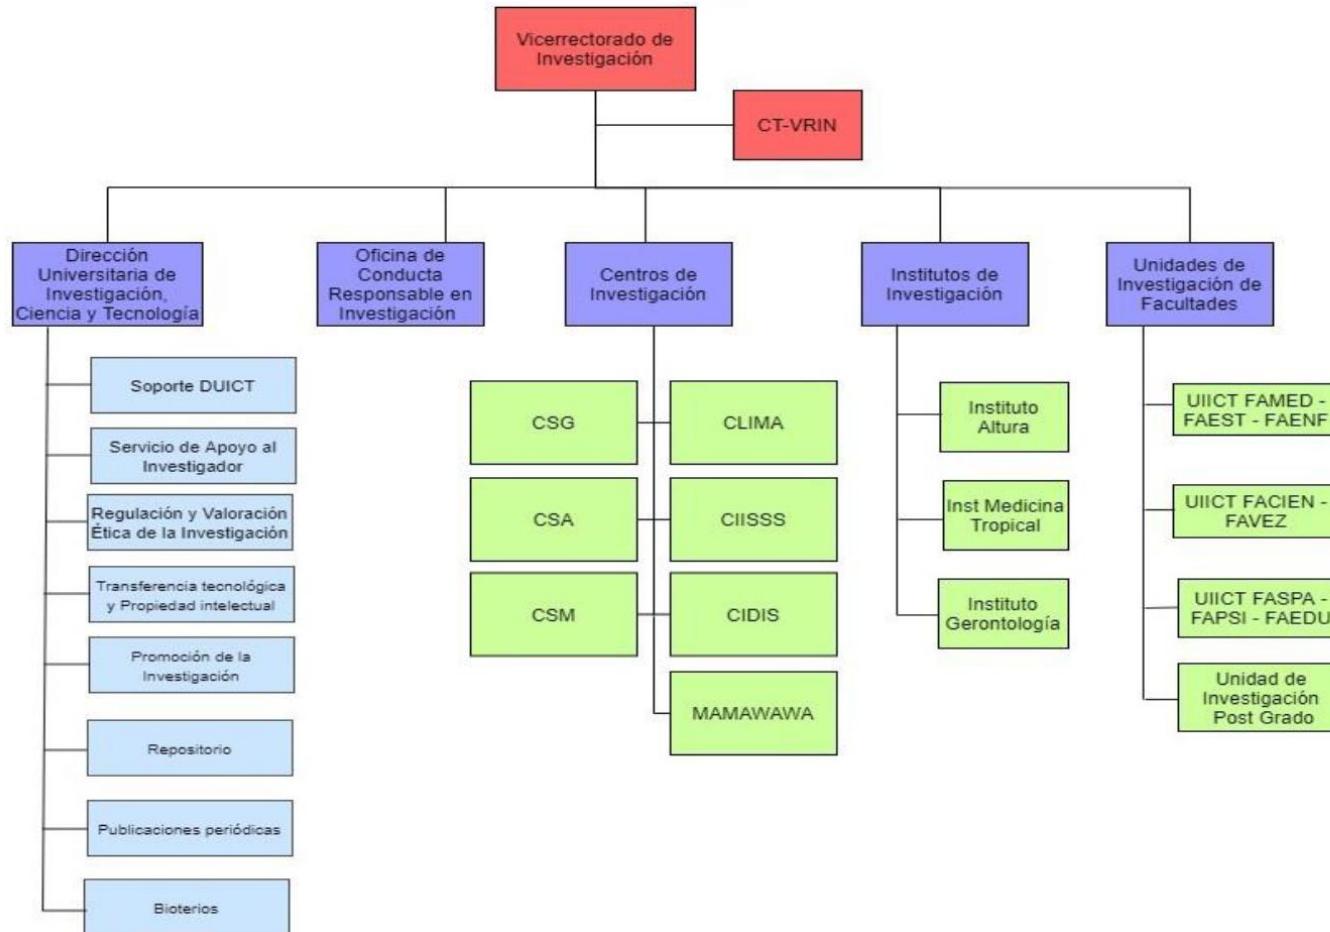 Vicerrectorado de
Investigación
CT-VRIN
Dirección
Universitaria de
Investigación,
Ciencia y Tecnología
Oficina de
Conducta
Responsable en
Investigación
Centros de
Investigación
Institutos de
Investigación
Unidades de
Investigación de
Facultades
Soporte DUICT
Servicio de Apoyo al
Investigador
Regulación y Valoración
Ética de la Investigación
Transferencia tecnológica
y Propiedad intelectual
Promoción de la
Investigación
Repositorio
Publicaciones periódicas
Bioterios
CSG
CLIMA
CSA
CIISSS
CSM
CIDIS
MAMAWAWA
Instituto
Altura
Inst Medicina
Tropical
Instituto
Gerontología
UIICT FAMED -
FAEST - FAENF
UIICT FACIEN -
FAVEZ
UIICT FASPA -
FAPSI - FAEDU
Unidad de
Investigación
Post Grado